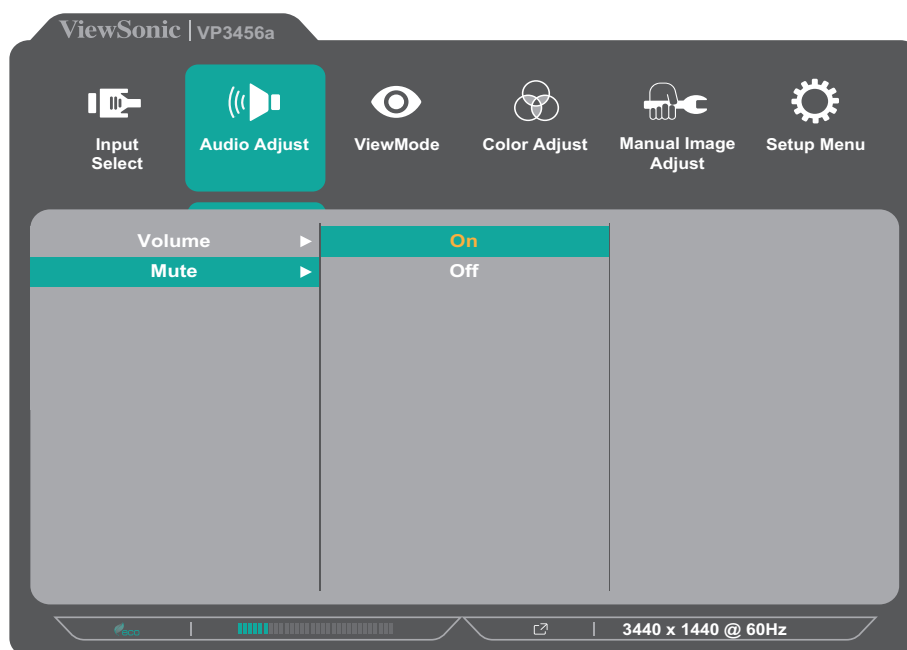 ViewSonic | VP3456a
Input
Select
Audio Adjust
ViewMode
Color Adjust
Manual Image
Adjust
Setup Menu
Volume
On
Mute
Off
3440 x 1440 @ 60Hz